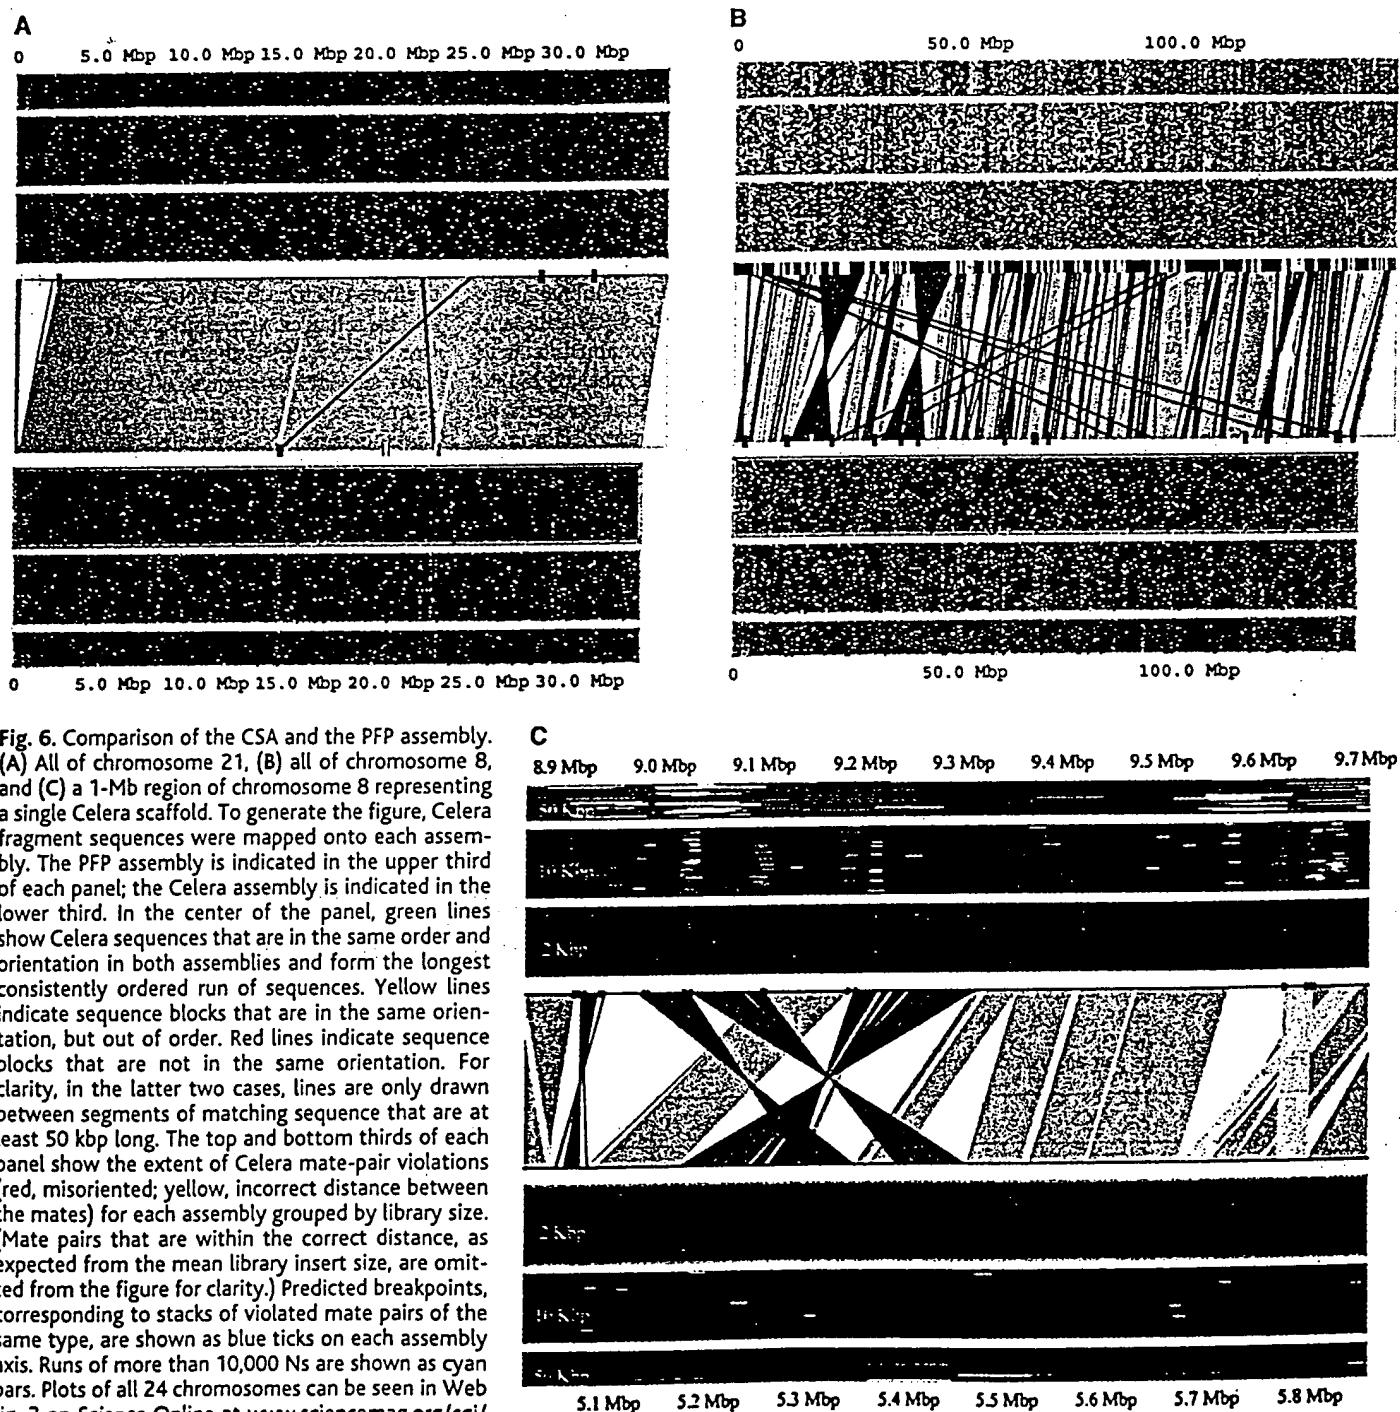 A
0 5.0 Mbp 10.0 Mbp 15.0 Mbp 20.0 Mbp 25.0 Mbp 30.0 Mbp
0 5.0 Mbp 10.0 Mbp 15.0 Mbp 20.0 Mbp 25.0 Mbp 30.0 Mbp
B
0 50.0 Mbp 100.0 Mbp
0 50.0 Mbp 100.0 Mbp
Fig. 6. Comparison of the CSA and the PFP assembly.
(A) All of chromosome 21, (B) all of chromosome 8,
and (C) a 1-Mb region of chromosome 8 representing
a single Celera scaffold. To generate the figure, Celera
fragment sequences were mapped onto each assem-
bly. The PFP assembly is indicated in the upper third
of each panel; the Celera assembly is indicated in the
lower third. In the center of the panel, green lines
show Celera sequences that are in the same order and
orientation in both assemblies and form the longest
consistently ordered run of sequences. Yellow lines
indicate sequence blocks that are in the same orien-
tation, but out of order. Red lines indicate sequence
blocks that are not in the same orientation. For
clarity, in the latter two cases, lines are only drawn
between segments of matching sequence that are at
least 50 kbp long. The top and bottom thirds of each
panel show the extent of Celera mate-pair violations
(red, misoriented; yellow, incorrect distance between
the mates) for each assembly grouped by library size.
(Mate pairs that are within the correct distance, as
expected from the mean library insert size, are omit-
ted from the figure for clarity.) Predicted breakpoints,
corresponding to stacks of violated mate pairs of the
same type, are shown as blue ticks on each assembly
axis. Runs of more than 10,000 Ns are shown as cyan
bars. Plots of all 24 chromosomes can be seen in Web
3 on Science Online at www.sciencemag.org/cgi/
C
8.9 Mbp 9.0 Mbp 9.1 Mbp 9.2 Mbp 9.3 Mbp 9.4 Mbp 9.5 Mbp 9.6 Mbp 9.7 Mbp
50 Kbp
10 Kbp
2 Kbp
2 Kbp
10 Kbp
50 Kbp
5.1 Mbp 5.2 Mbp 5.3 Mbp 5.4 Mbp 5.5 Mbp 5.6 Mbp 5.7 Mbp 5.8 Mbp